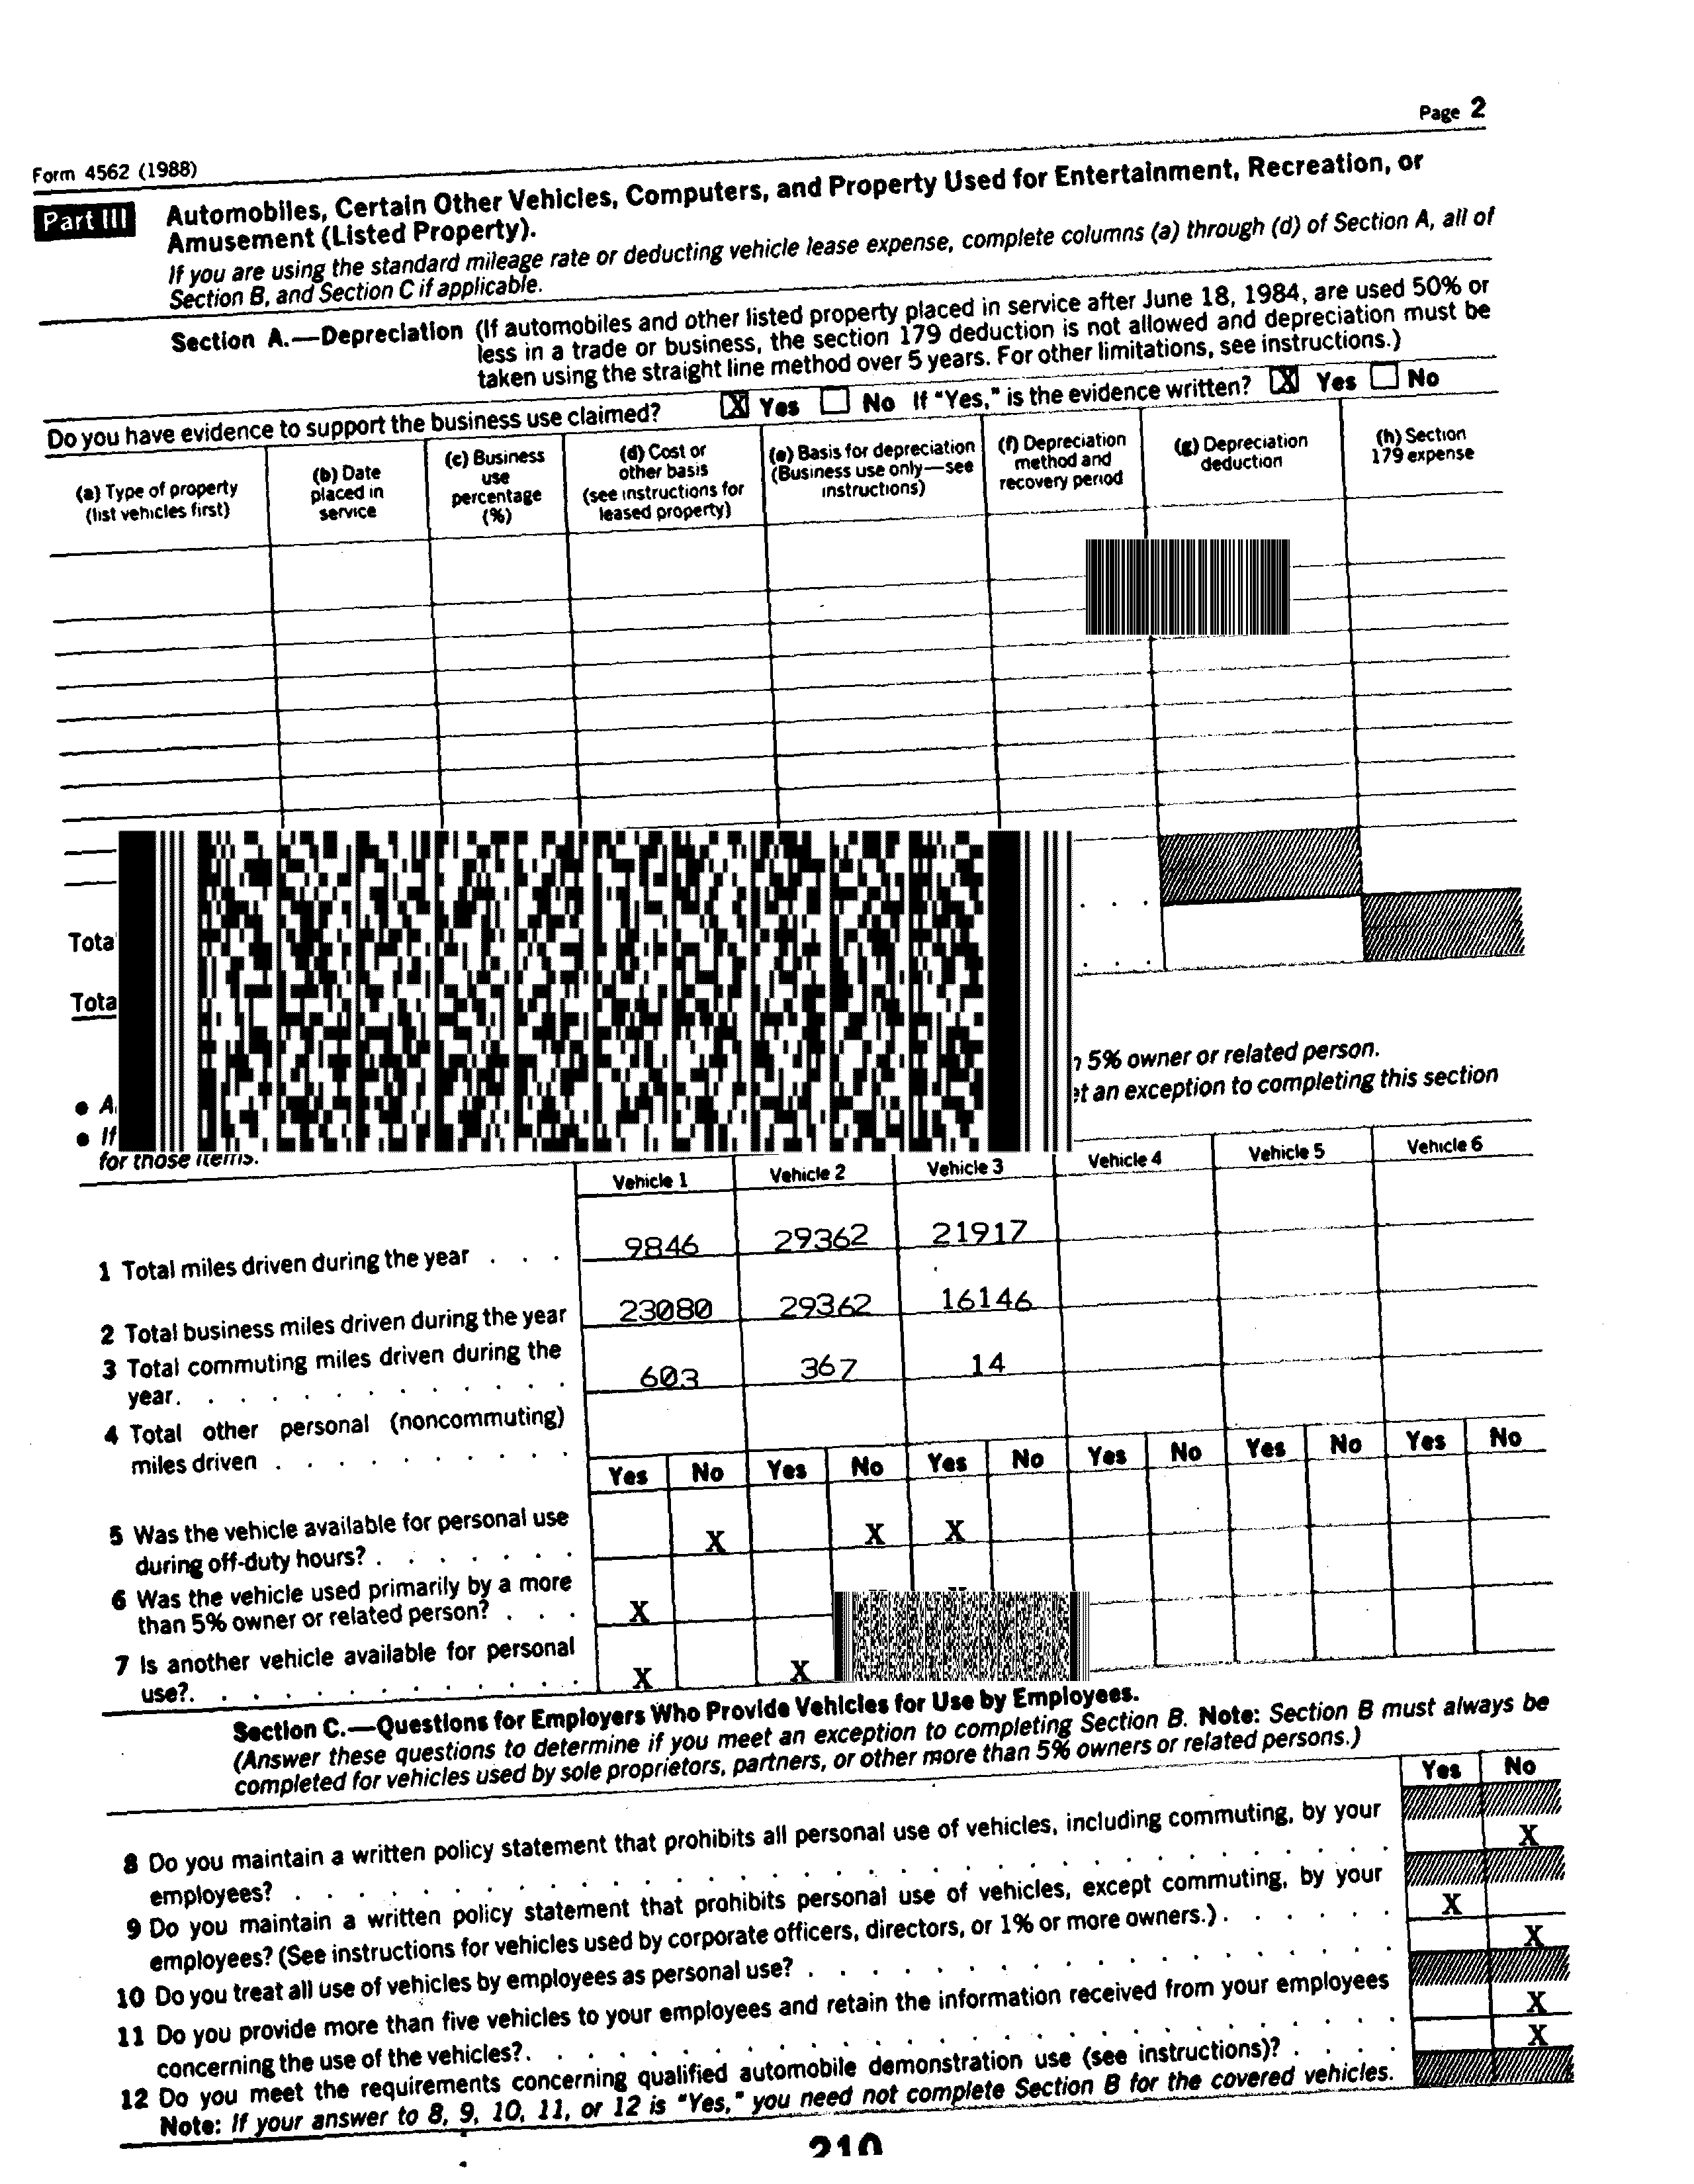 Page 2
Form 4562 (1988)
Part III Automobiles, Certain Other Vehicles, Computers, and Property Used for Entertainment, Recreation, or
Amusement (Listed Property).
If you are using the standard mileage rate or deducting vehicle lease expense, complete columns (a) through (d) of Section A, all of
Section B, and Section C if applicable.
Section A.—Depreciation (If automobiles and other listed property placed in service after June 18, 1984, are used 50% or
less in a trade or business, the section 179 deduction is not allowed and depreciation must be
taken using the straight line method over 5 years. For other limitations, see instructions.)
Do you have evidence to support the business use claimed? X Yes No If "Yes," is the evidence written? X Yes No
(a) Type of property
(list vehicles first)
(b) Date
placed in
service
(c) Business
use
percentage
(%)
(d) Cost or
other basis
(see instructions for
leased property)
(e) Basis for depreciation
(Business use only—see
instructions)
(f) Depreciation
method and
recovery period
(g) Depreciation
deduction
(h) Section
179 expense
5% owner or related person.
an exception to completing this section
● If
for those items.
Vehicle 1 Vehicle 2 Vehicle 3 Vehicle 4 Vehicle 5 Vehicle 6
1 Total miles driven during the year . . . 9846 29362 21917
2 Total business miles driven during the year 23080 29362 16146
3 Total commuting miles driven during the
year. . . . . . . . . . . . . 603 367 14
4 Total other personal (noncommuting)
miles driven . . . . . . . . . .
Yes No Yes No Yes No Yes No Yes No Yes No
5 Was the vehicle available for personal use
during off-duty hours? . . . . . . . X X X
6 Was the vehicle used primarily by a more
than 5% owner or related person? . . . X
7 Is another vehicle available for personal
use?. . . . . . . . . . . . . X X
Section C.—Questions for Employers Who Provide Vehicles for Use by Employees.
(Answer these questions to determine if you meet an exception to completing Section B. Note: Section B must always be
completed for vehicles used by sole proprietors, partners, or other more than 5% owners or related persons.)
Yes No
8 Do you maintain a written policy statement that prohibits all personal use of vehicles, including commuting, by your
employees? . . . . . . . . . . . . X
9 Do you maintain a written policy statement that prohibits personal use of vehicles, except commuting, by your
employees? (See instructions for vehicles used by corporate officers, directors, or 1% or more owners.) . . . . . . X
10 Do you treat all use of vehicles by employees as personal use? . . . . . . . . . . . . X
11 Do you provide more than five vehicles to your employees and retain the information received from your employees
concerning the use of the vehicles?. . . . . . . . . . . . X
12 Do you meet the requirements concerning qualified automobile demonstration use (see instructions)? . . . . X
Note: If your answer to 8, 9, 10, 11, or 12 is "Yes," you need not complete Section B for the covered vehicles.
210